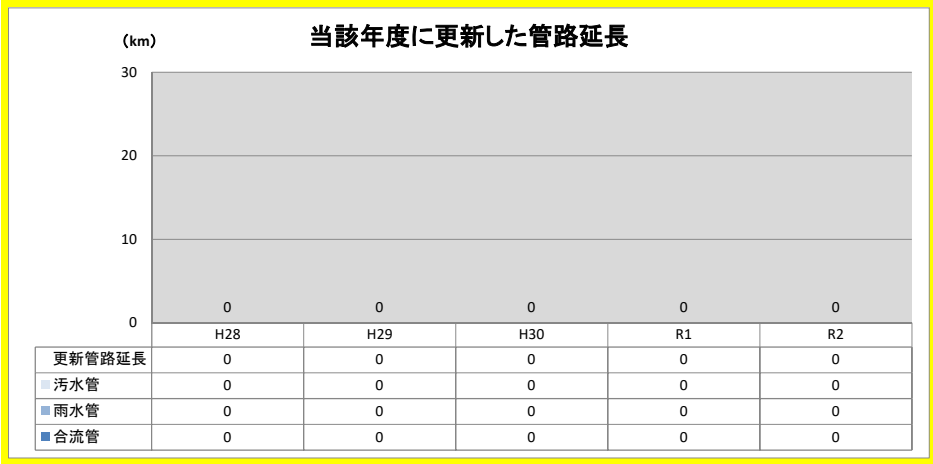 当該年度に更新した管路延長
（km）
30
20
10
0
0 0 0 0 0
H28 H29 H30 R1 R2
更新管路延長 0 0 0 0 0
汚水管 0 0 0 0 0
雨水管 0 0 0 0 0
合流管 0 0 0 0 0